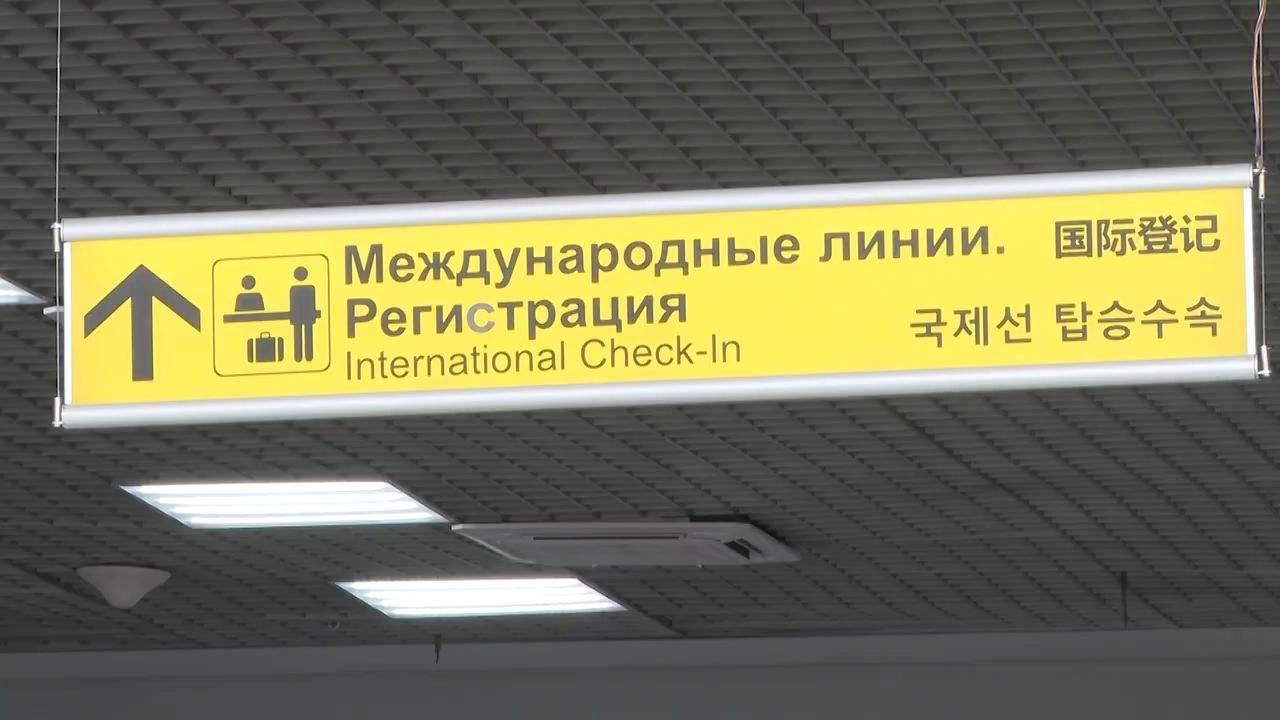 Международные линии.
Регистрация
International Check-In
国际登记
국제선 탑승수속